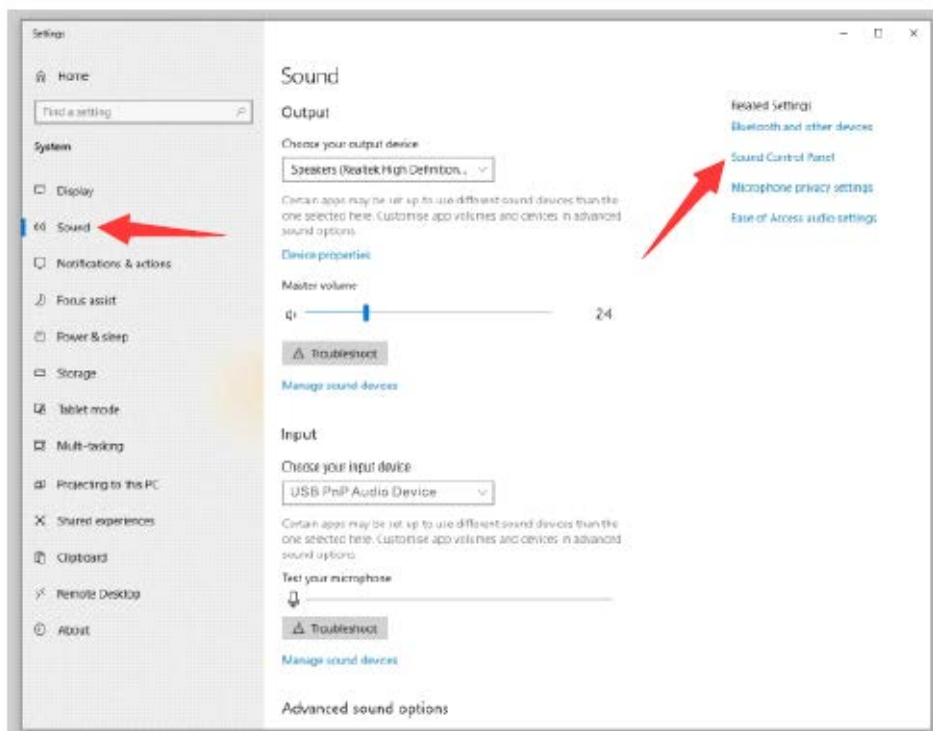 Settings
Home
Find a setting
System
Display
Sound
Notifications & actions
Focus assist
Power & sleep
Storage
Tablet mode
Multi-tasking
Projecting to this PC
Shared experiences
Clipboard
Remote Desktop
About
Sound
Output
Choose your output device
Speakers (Realtek High Definition...
Certain apps may be set up to use different sound devices than the
one selected here. Customise app volumes and devices in advanced
sound options.
Device properties
Master volume
24
Troubleshoot
Manage sound devices
Input
Choose your input device
USB PnP Audio Device
Certain apps may be set up to use different sound devices than the
one selected here. Customise app volumes and devices in advanced
sound options.
Test your microphone
Troubleshoot
Manage sound devices
Advanced sound options
Related Settings
Bluetooth and other devices
Sound Control Panel
Microphone privacy settings
Ease of Access audio settings